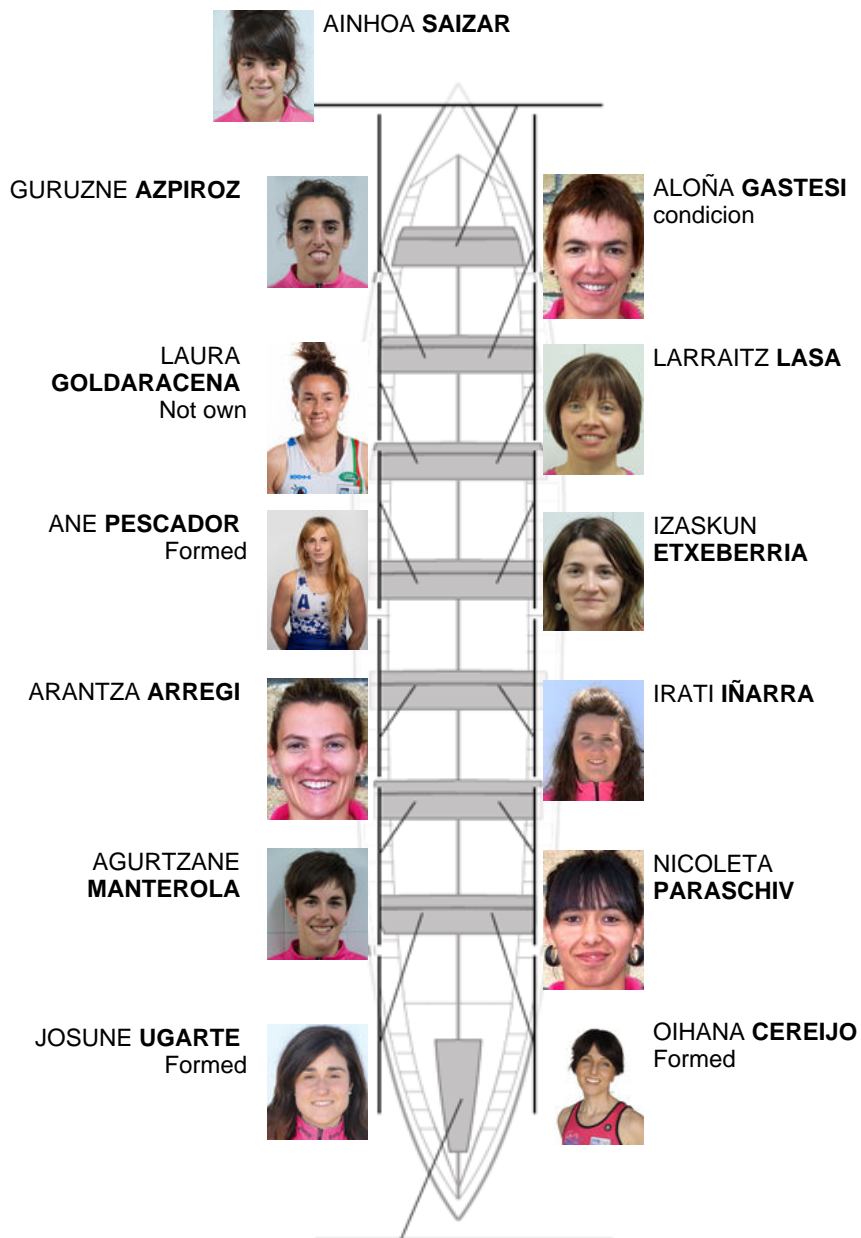 AINHOA SAIZAR
GURUZNE AZPIROZ
ALOÑA GASTESI
condicion
LAURA
GOLDARACENA
Not own
LARRAITZ LASA
ANE PESCADOR
Formed
IZASKUN
ETXEBERRIA
ARANTZA ARREGI
IRATI IÑARRA
AGURTZANE
MANTEROLA
NICOLETA
PARASCHIV
JOSUNE UGARTE
Formed
OIHANA CEREIJO
Formed